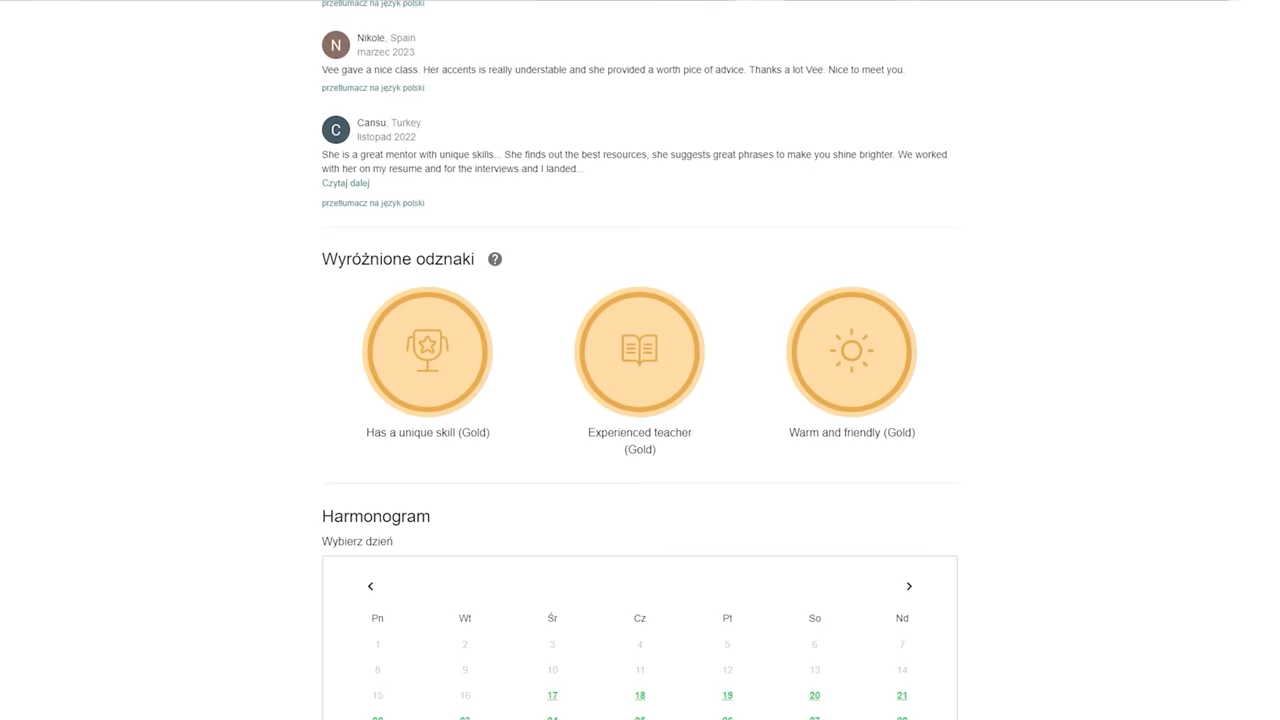 przetłumacz na język polski
N
Nikole, Spain
marzec 2023
Vee gave a nice class. Her accents is really understable and she provided a worth pice of advice. Thanks a lot Vee. Nice to meet you.
przetłumacz na język polski
C
Cansu, Turkey
listopad 2022
She is a great mentor with unique skills... She finds out the best resources, she suggests great phrases to make you shine brighter. We worked
with her on my resume and for the interviews and I landed...
Czytaj dalej
przetłumacz na język polski
Wyróżnione odznaki ?
Has a unique skill (Gold)
Experienced teacher
(Gold)
Warm and friendly (Gold)
Harmonogram
Wybierz dzień
Pn Wt Śr Cz Pt So Nd
1 2 3 4 5 6 7
8 9 10 11 12 13 14
15 16 17 18 19 20 21